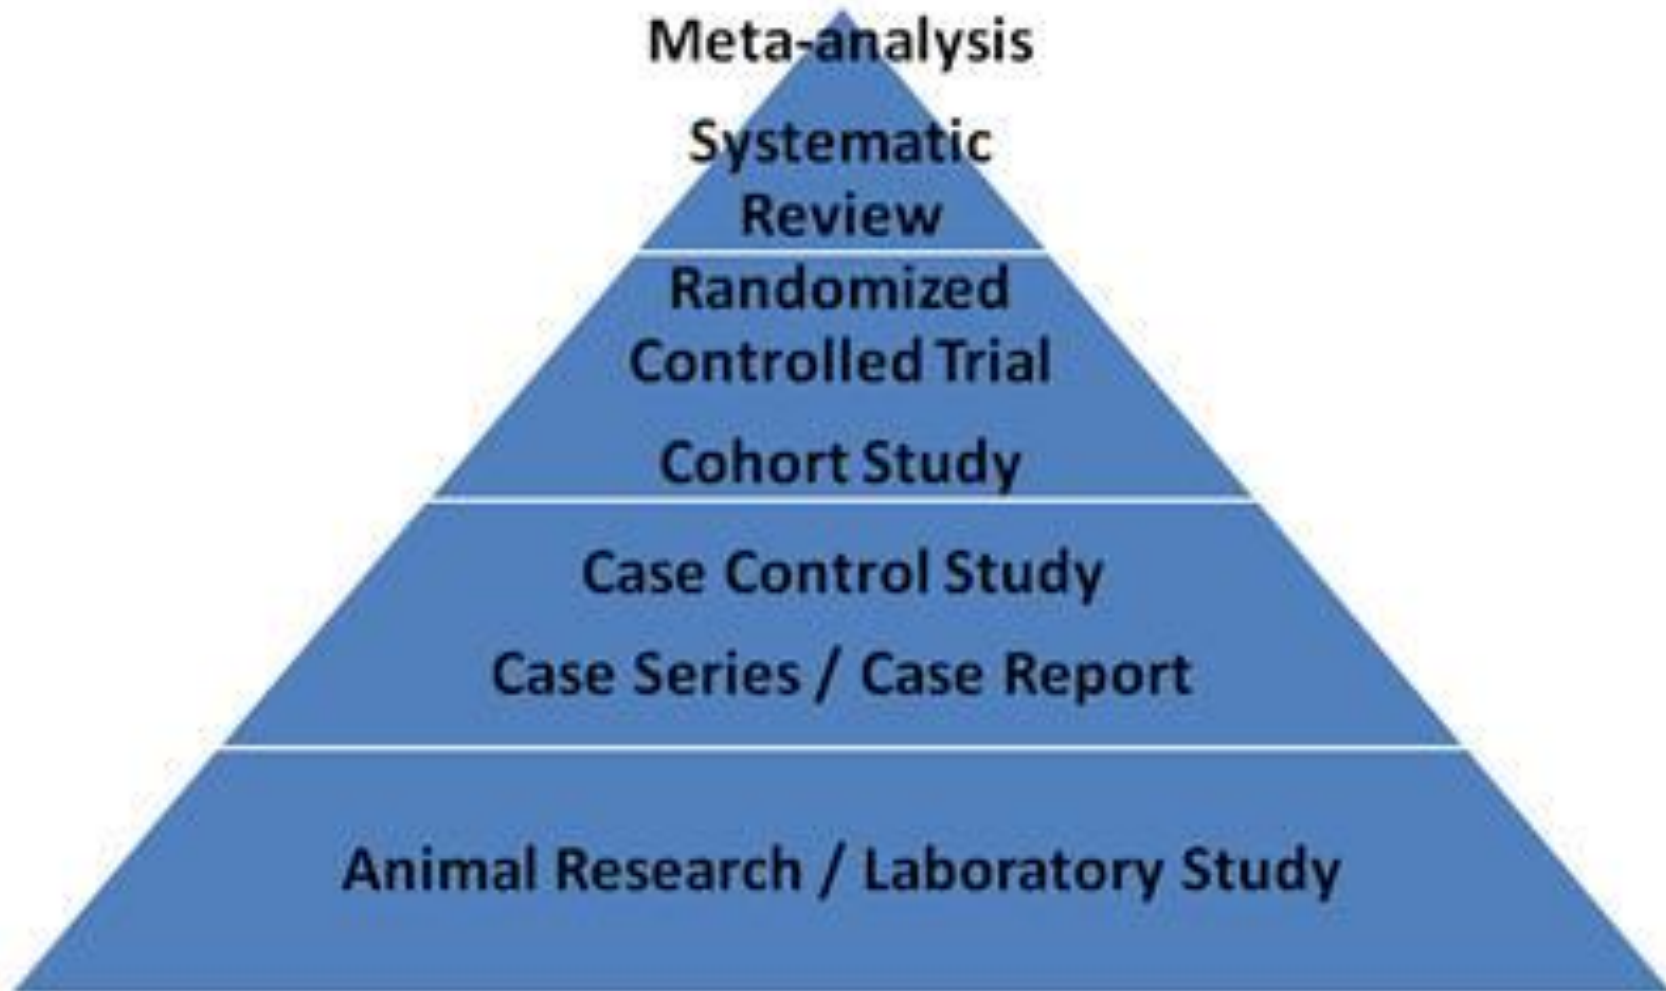 Meta-analysis
Systematic
Review
Randomized
Controlled Trial
Cohort Study
Case Control Study
Case Series / Case Report
Animal Research / Laboratory Study